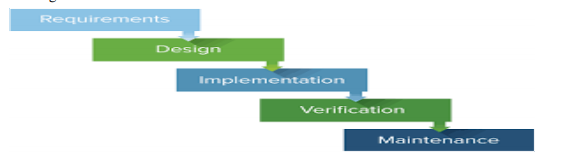 Requirements
Design
Implementation
Verification
Maintenance